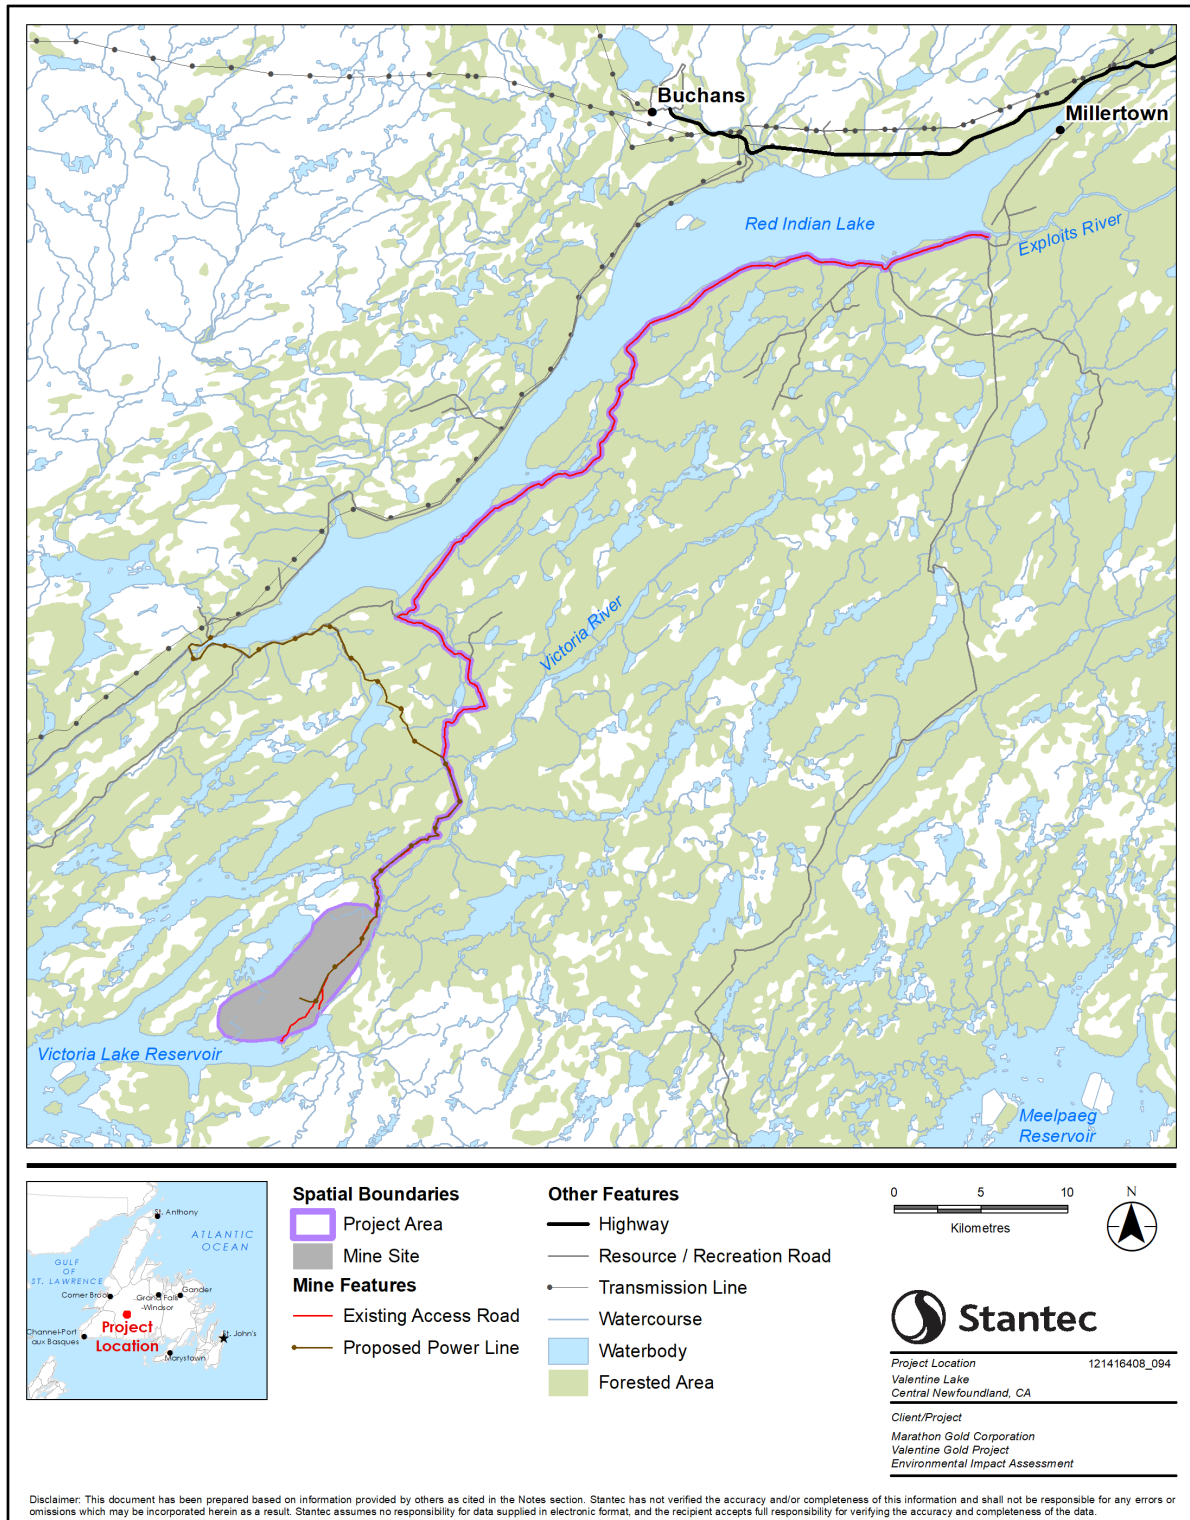 Buchans
Millertown
Red Indian Lake
Exploits River
Victoria River
Victoria Lake Reservoir
Meelpaeg
Reservoir
St. Anthony
ATLANTIC
OCEAN
GULF
OF
ST. LAWRENCE
Corner Brook
Grand Falls
-Windsor
Gander
Project
Location
Channel-Port
aux Basques
St. John's
Marystown
Spatial Boundaries
Project Area
Mine Site
Mine Features
Existing Access Road
Proposed Power Line
Other Features
Highway
Resource / Recreation Road
Transmission Line
Watercourse
Waterbody
Forested Area
0 5 10
Kilometres
N
Stantec
Project Location 121416408_094
Valentine Lake
Central Newfoundland, CA
Client/Project
Marathon Gold Corporation
Valentine Gold Project
Environmental Impact Assessment
Disclaimer: This document has been prepared based on information provided by others as cited in the Notes section. Stantec has not verified the accuracy and/or completeness of this information and shall not be responsible for any errors or
omissions which may be incorporated herein as a result. Stantec assumes no responsibility for data supplied in electronic format, and the recipient accepts full responsibility for verifying the accuracy and completeness of the data.